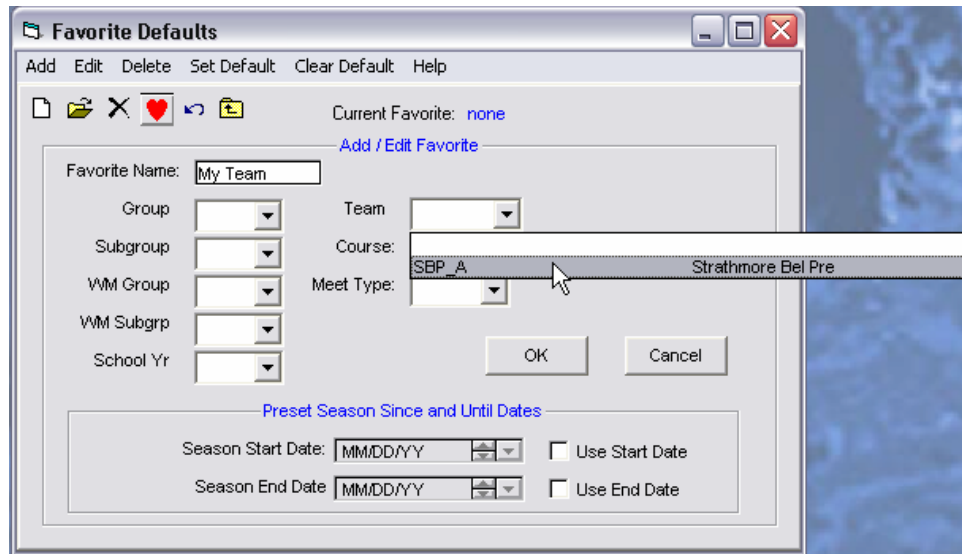 Favorite Defaults
Add Edit Delete Set Default Clear Default Help
Current Favorite: none
Add / Edit Favorite
Favorite Name: My Team
Group Team
Subgroup Course:
SBP_A Strathmore Bel Pre
WM Group Meet Type:
WM Subgrp
School Yr
OK Cancel
Preset Season Since and Until Dates
Season Start Date: MM/DD/YY Use Start Date
Season End Date MM/DD/YY Use End Date